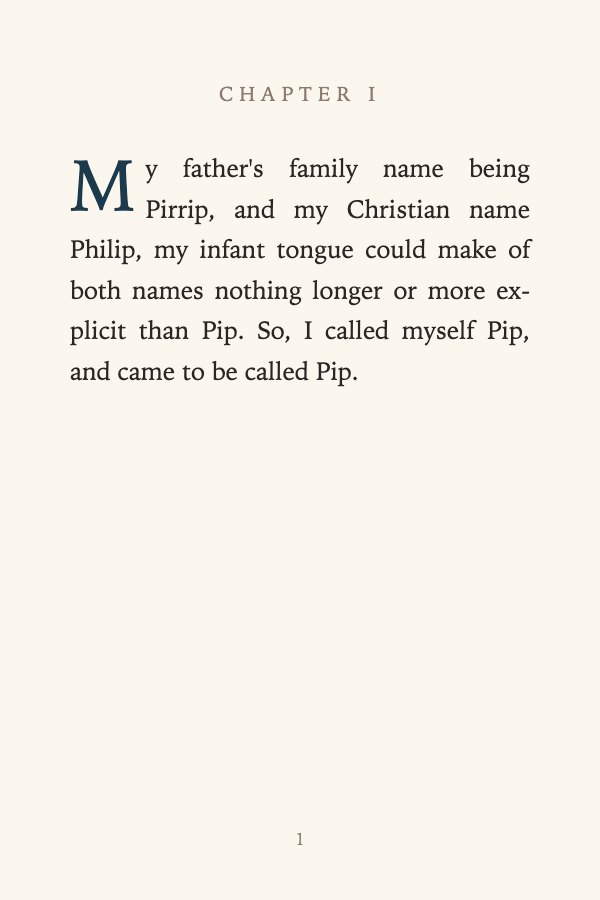 CHAPTER I
My father's family name being
Pirrip, and my Christian name
Philip, my infant tongue could make of
both names nothing longer or more ex-
plicit than Pip. So, I called myself Pip,
and came to be called Pip.
1